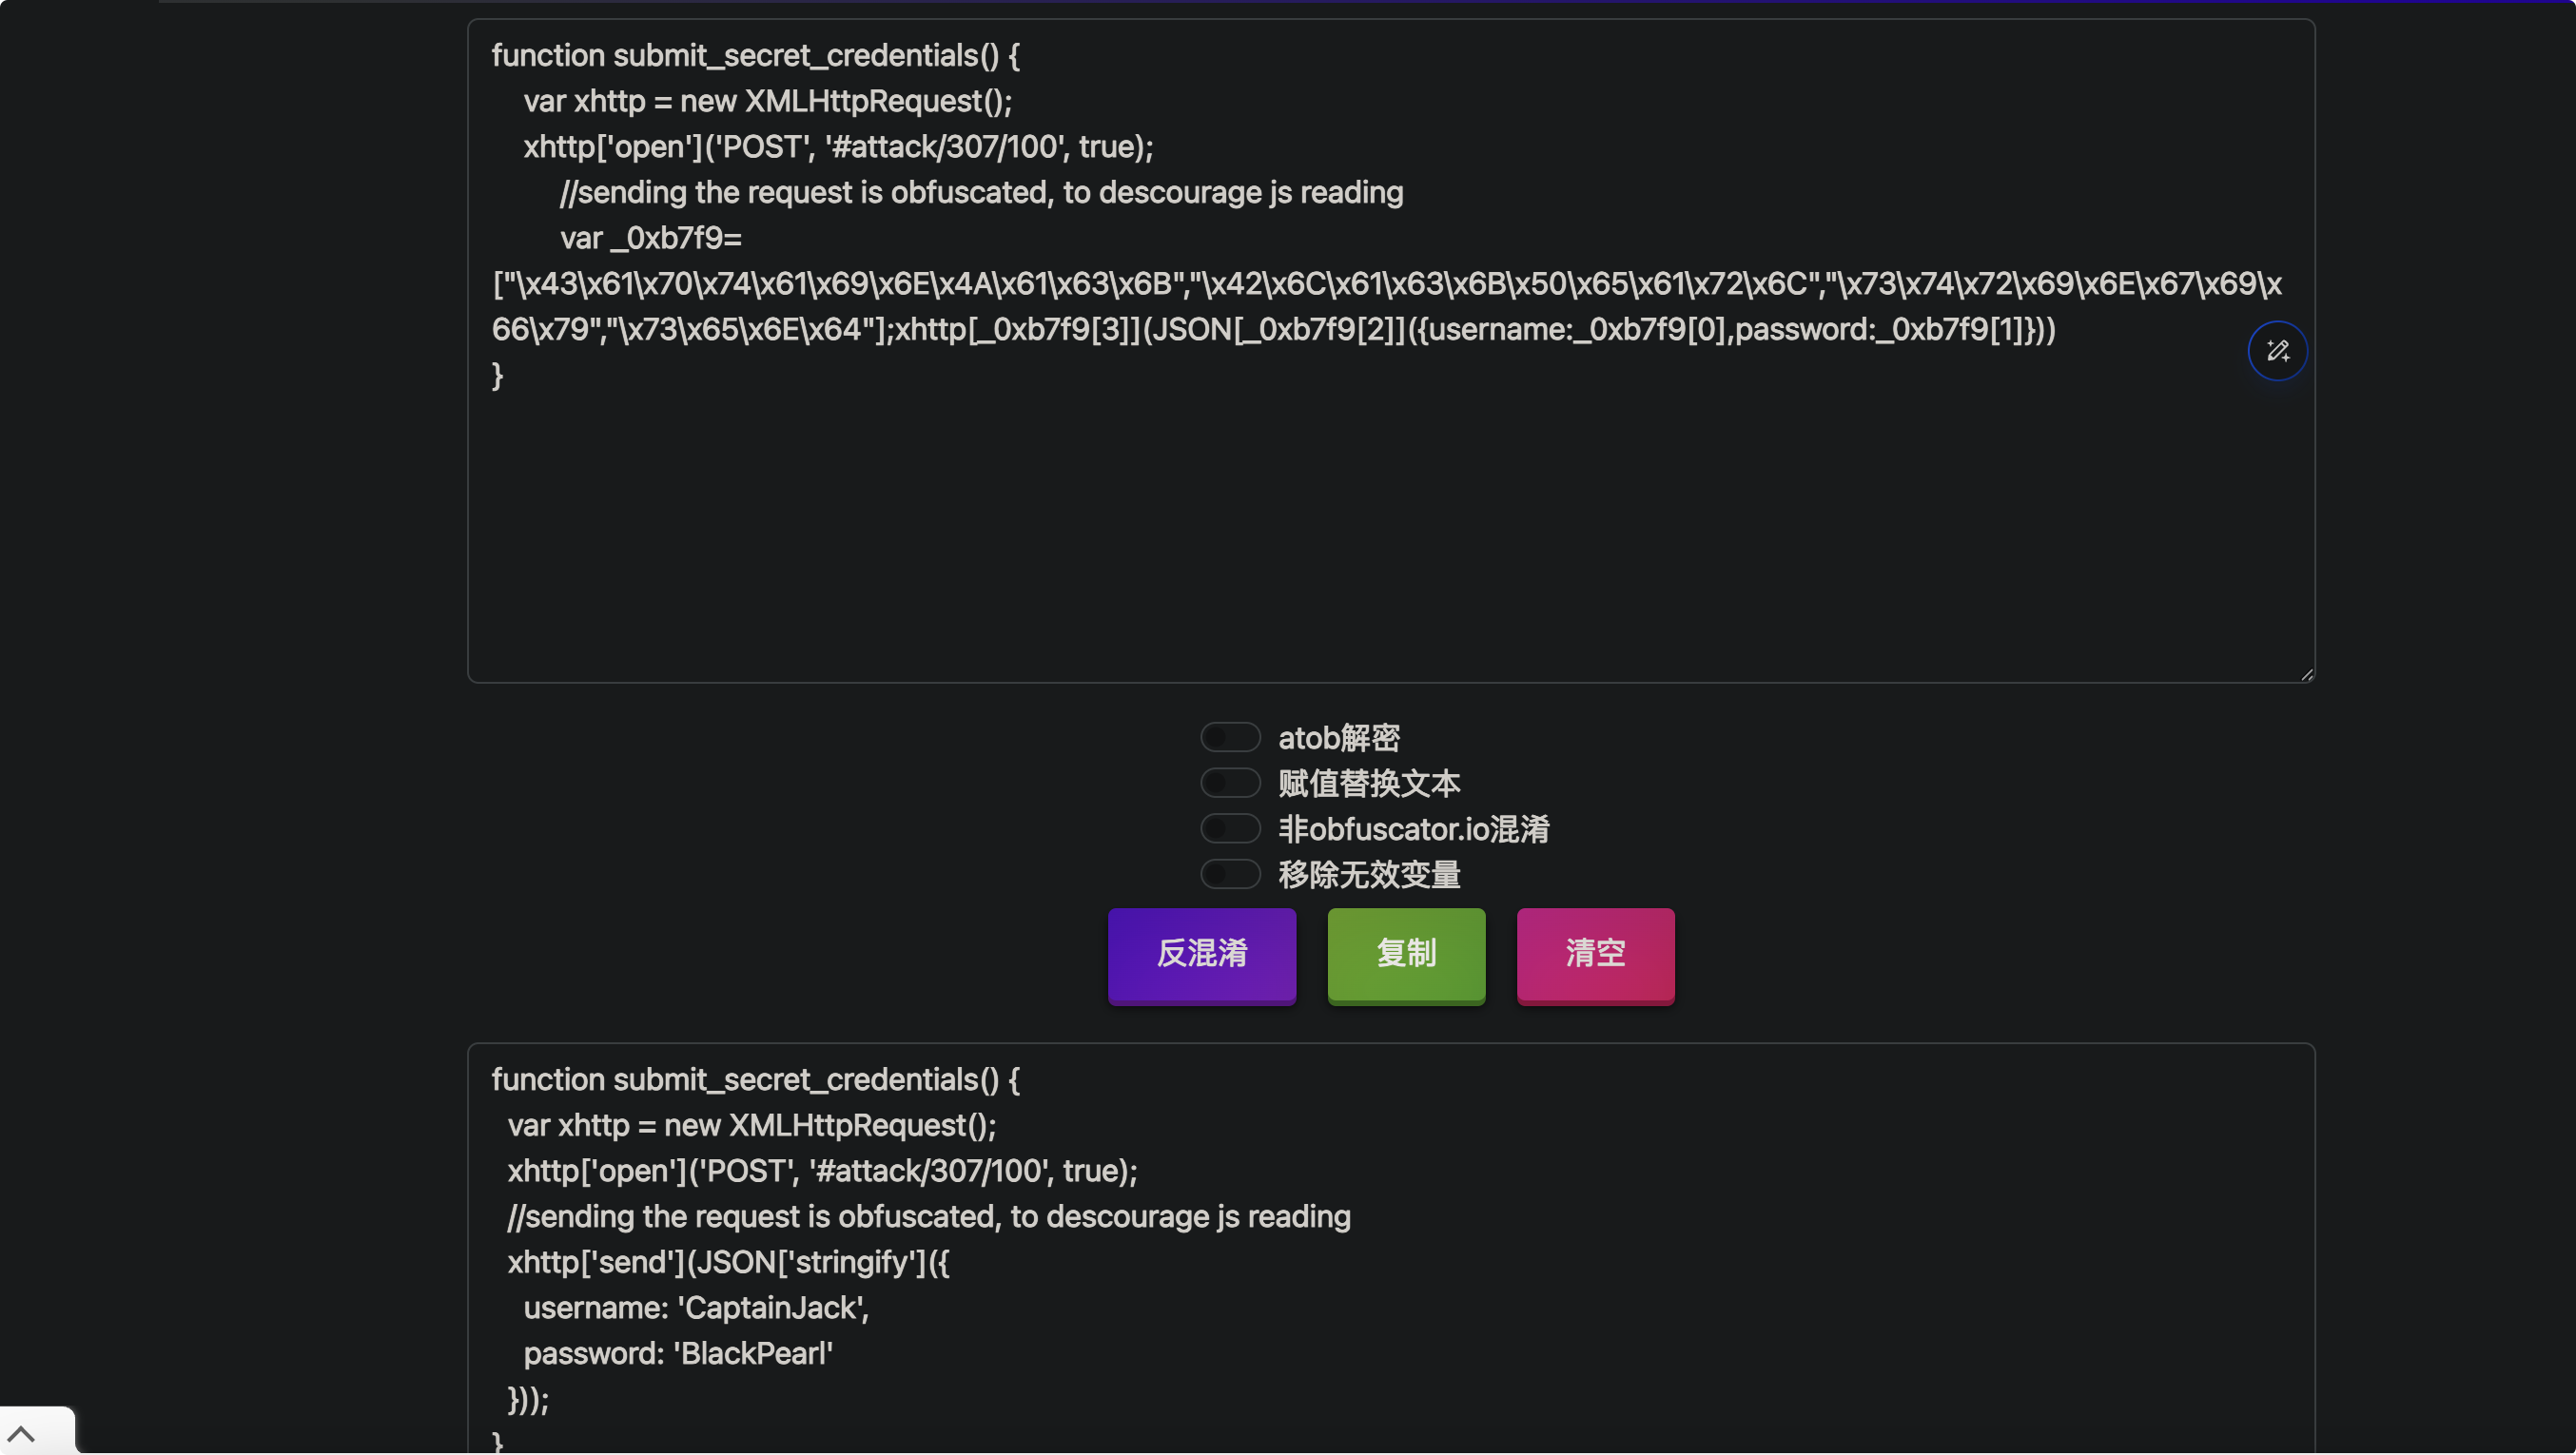 function submit_secret_credentials() {
var xhttp = new XMLHttpRequest();
xhttp['open']('POST', '#attack/307/100', true);
//sending the request is obfuscated, to descourage js reading
var _0xb7f9=
["\x43\x61\x70\x74\x61\x69\x6E\x4A\x61\x63\x6B","\x42\x6C\x61\x63\x6B\x50\x65\x61\x72\x6C","\x73\x74\x72\x69\x6E\x67\x69\x
66\x79","\x73\x65\x6E\x64"];xhttp[_0xb7f9[3]](JSON[_0xb7f9[2]]({username:_0xb7f9[0],password:_0xb7f9[1]}))
}
atob解密
赋值替换文本
非obfuscator.io混淆
移除无效变量
反混淆 复制 清空
function submit_secret_credentials() {
var xhttp = new XMLHttpRequest();
xhttp['open']('POST', '#attack/307/100', true);
//sending the request is obfuscated, to descourage js reading
xhttp['send'](JSON['stringify']({
username: 'CaptainJack',
password: 'BlackPearl'
}));
}